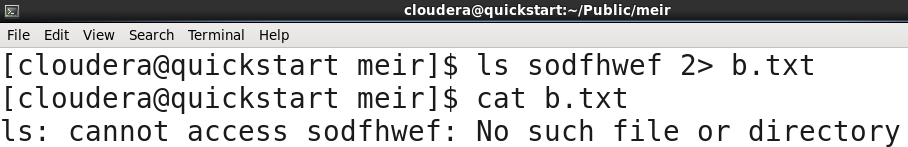 cloudera@quickstart:~/Public/meir
File Edit View Search Terminal Help
[cloudera@quickstart meir]$ ls sodfhwef 2> b.txt
[cloudera@quickstart meir]$ cat b.txt
ls: cannot access sodfhwef: No such file or directory